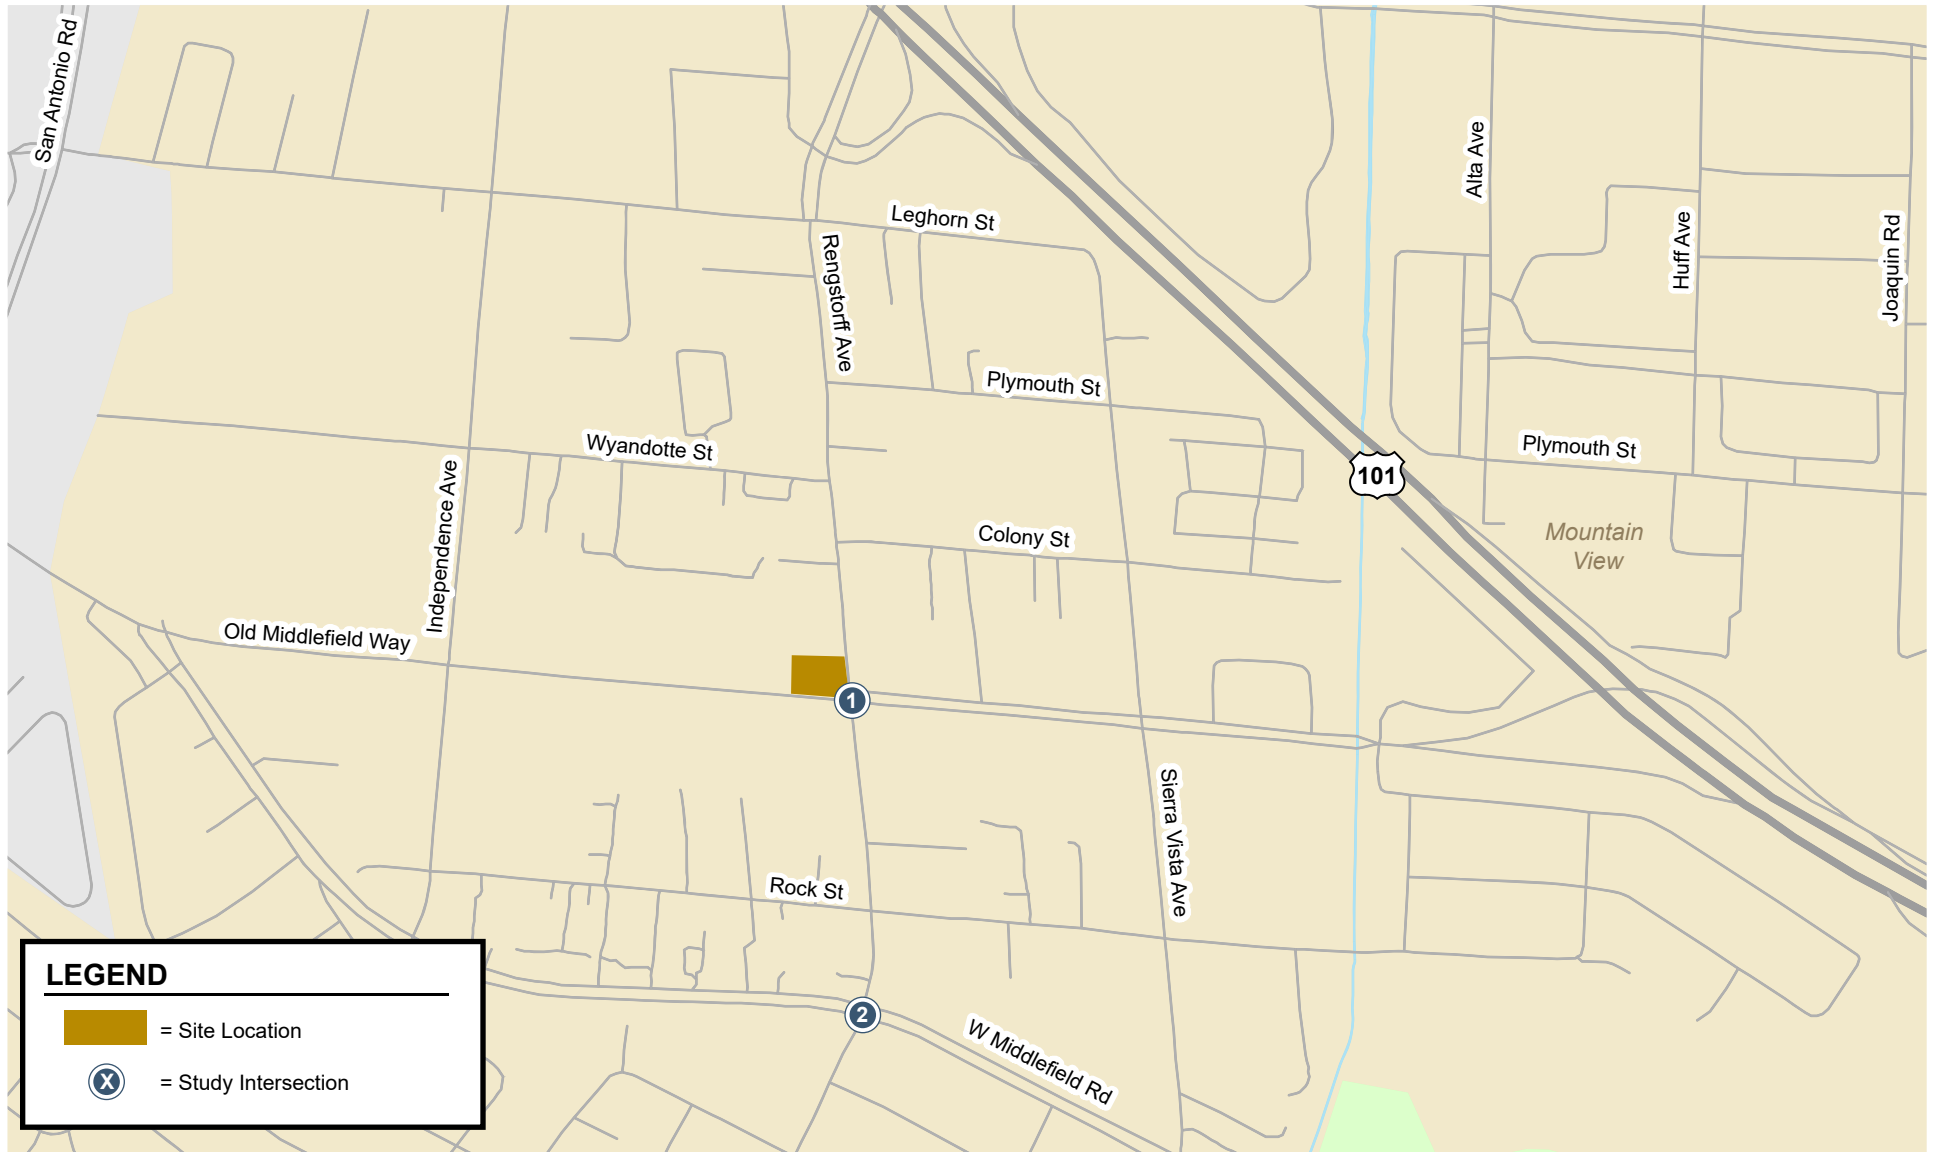 San Antonio Rd
Alta Ave
Leghorn St
Huff Ave
Joaquin Rd
Rengstorff Ave
Plymouth St
Wyandotte St
Plymouth St
101
Independence Ave
Colony St
Mountain
View
Old Middlefield Way
1
Sierra Vista Ave
Rock St
2
W Middlefield Rd
LEGEND
= Site Location
X = Study Intersection